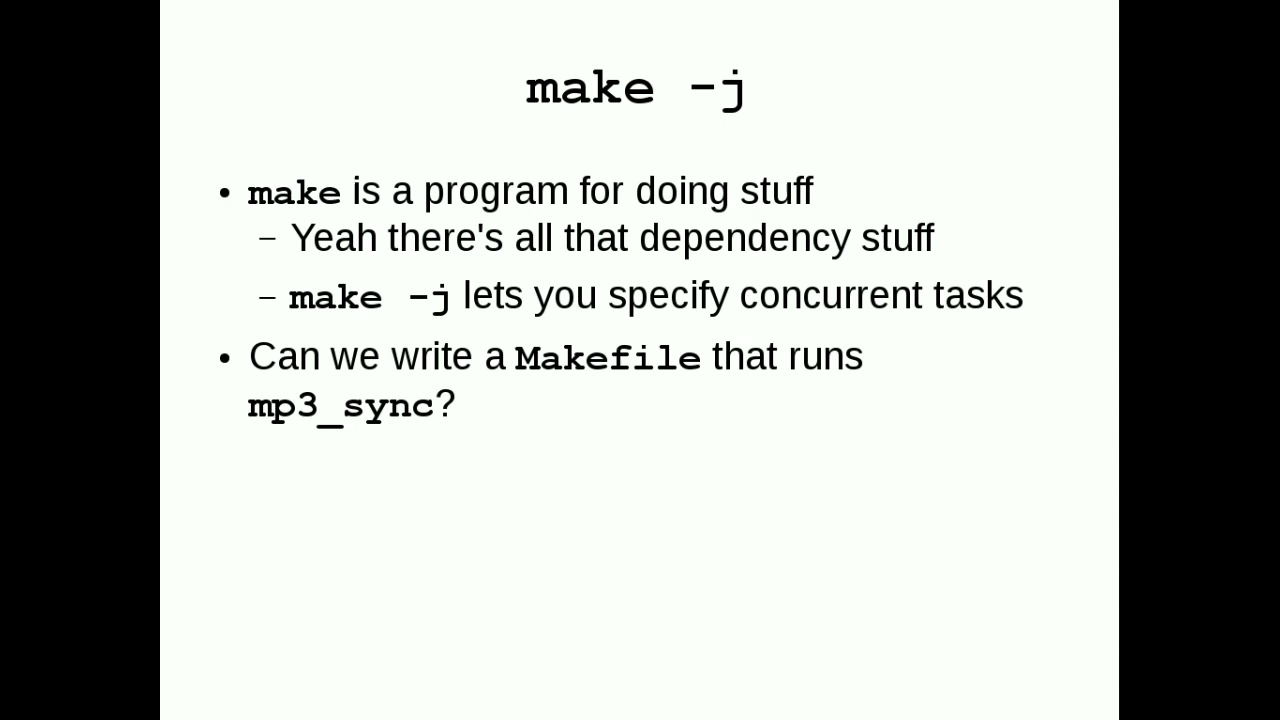 make -j
• make is a program for doing stuff
– Yeah there's all that dependency stuff
– make -j lets you specify concurrent tasks
• Can we write a Makefile that runs
mp3_sync?